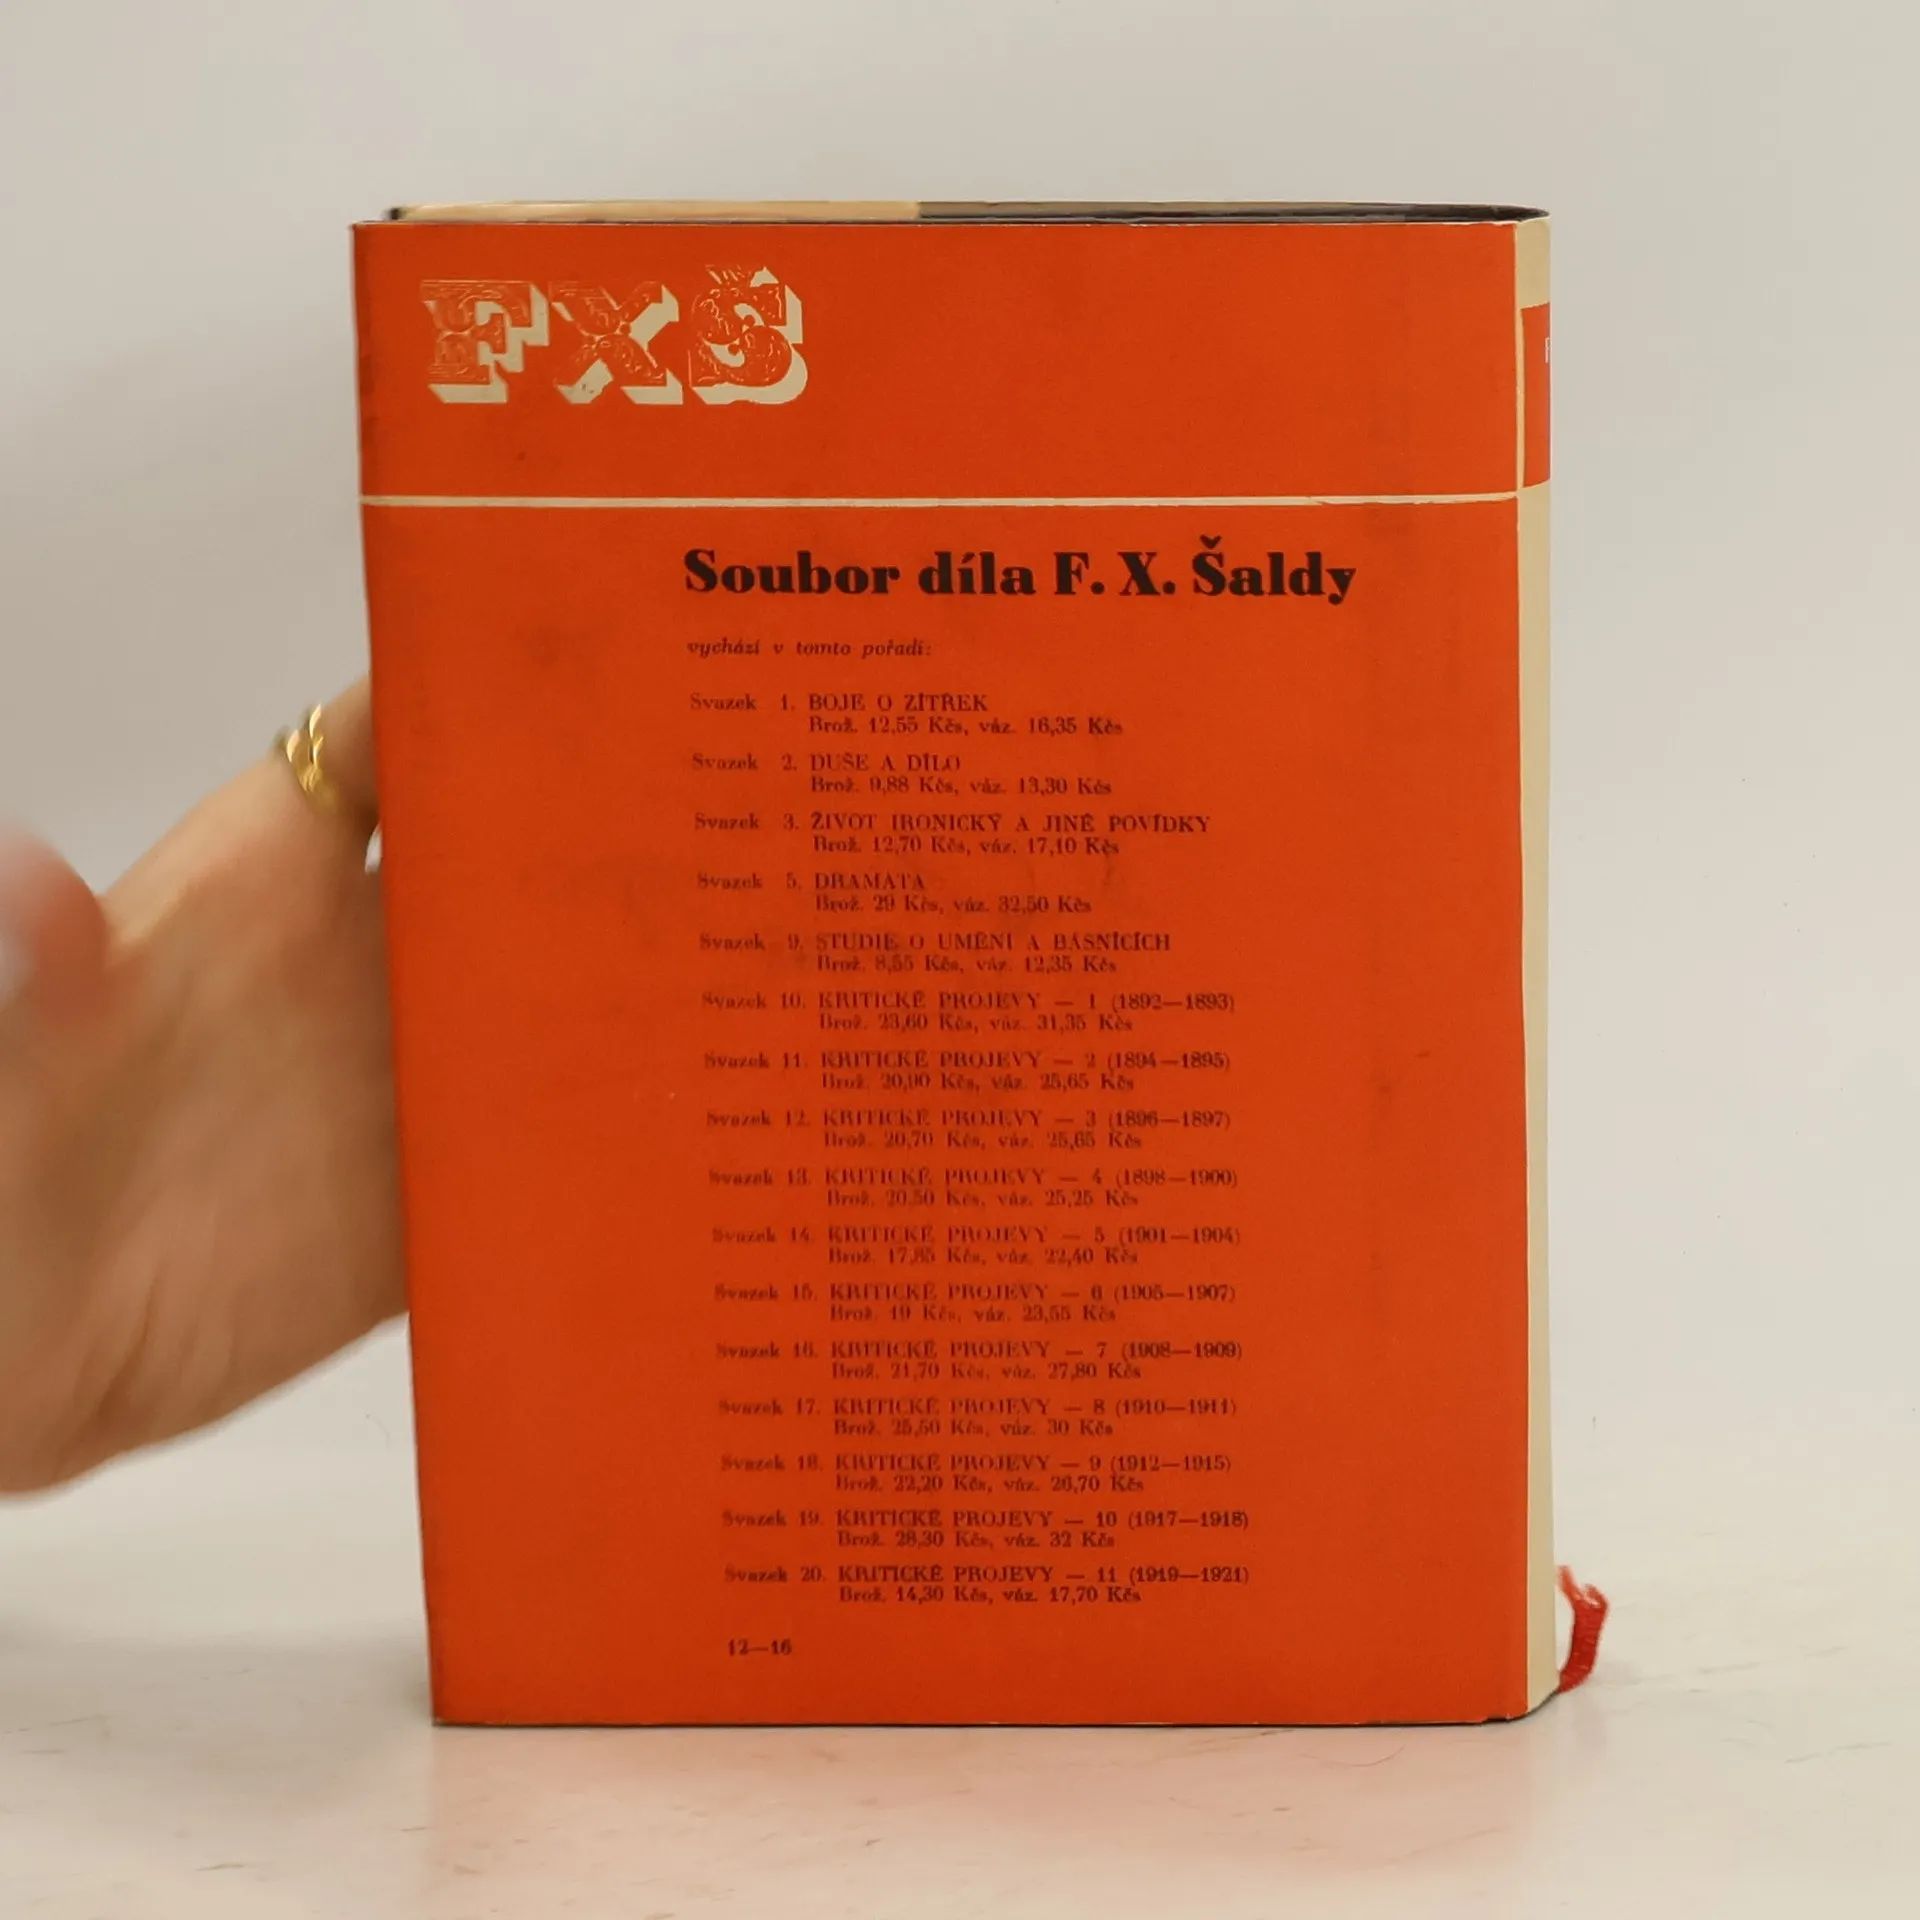 FXŠ
Soubor díla F. X. Šaldy
vychází v tomto pořadí:
Svazek 1. BOJE O ZÍTŘEK
Brož. 12,55 Kčs, váz. 16,35 Kčs
Svazek 2. DUŠE A DÍLO
Brož. 9,88 Kčs, váz. 13,30 Kčs
Svazek 3. ŽIVOT IRONICKÝ A JINÉ POVÍDKY
Brož. 12,70 Kčs, váz. 17,10 Kčs
Svazek 5. DRAMATA
Brož. 29 Kčs, váz. 32,50 Kčs
Svazek 9. STUDIE O UMĚNÍ A BÁSNÍCÍCH
Brož. 8,55 Kčs, váz. 12,35 Kčs
Svazek 10. KRITICKÉ PROJEVY — 1 (1892—1893)
Brož. 23,60 Kčs, váz. 31,35 Kčs
Svazek 11. KRITICKÉ PROJEVY — 2 (1894—1895)
Brož. 20,90 Kčs, váz. 25,65 Kčs
Svazek 12. KRITICKÉ PROJEVY — 3 (1896—1897)
Brož. 20,70 Kčs, váz. 25,65 Kčs
Svazek 13. KRITICKÉ PROJEVY — 4 (1898—1900)
Brož. 20,50 Kčs, váz. 25,25 Kčs
Svazek 14. KRITICKÉ PROJEVY — 5 (1901—1904)
Brož. 17,85 Kčs, váz. 22,40 Kčs
Svazek 15. KRITICKÉ PROJEVY — 6 (1905—1907)
Brož. 19 Kčs, váz. 23,55 Kčs
Svazek 16. KRITICKÉ PROJEVY — 7 (1908—1909)
Brož. 21,70 Kčs, váz. 27,80 Kčs
Svazek 17. KRITICKÉ PROJEVY — 8 (1910—1911)
Brož. 25,50 Kčs, váz. 30 Kčs
Svazek 18. KRITICKÉ PROJEVY — 9 (1912—1915)
Brož. 22,20 Kčs, váz. 26,70 Kčs
Svazek 19. KRITICKÉ PROJEVY — 10 (1917—1918)
Brož. 28,30 Kčs, váz. 32 Kčs
Svazek 20. KRITICKÉ PROJEVY — 11 (1919—1921)
Brož. 14,30 Kčs, váz. 17,70 Kčs
12—16